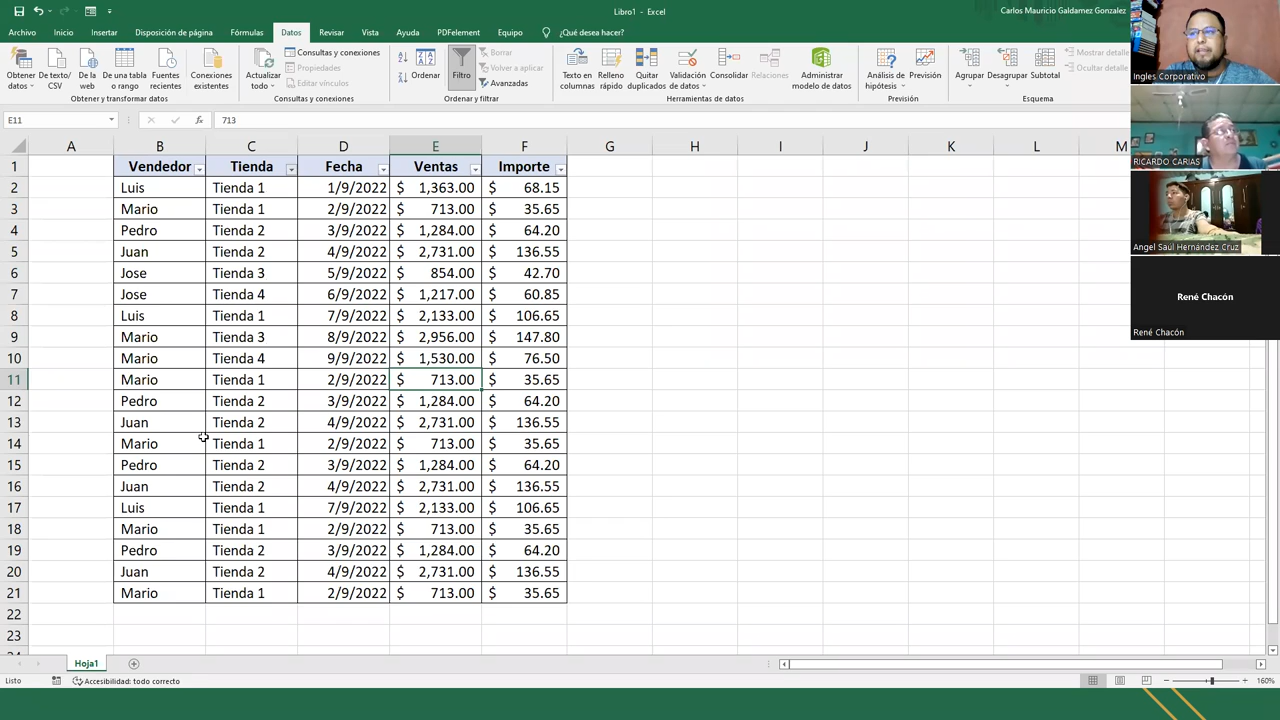 Libro1 - Excel
Carlos Mauricio Galdamez Gonzalez
Archivo Inicio Insertar Disposición de página Fórmulas Datos Revisar Vista Ayuda PDFelement Equipo ¿Qué desea hacer?
Obtener datos
De texto/CSV
De la web
De una tabla o rango
Fuentes recientes
Conexiones existentes
Obtener y transformar datos
Actualizar todo
Consultas y conexiones
Propiedades
Editar vínculos
Consultas y conexiones
Ordenar
Filtro
Borrar
Volver a aplicar
Avanzadas
Ordenar y filtrar
Texto en columnas
Relleno rápido
Quitar duplicados
Validación de datos
Consolidar
Relaciones
Administrar modelo de datos
Herramientas de datos
Análisis de hipótesis
Previsión
Previsión
Agrupar
Desagrupar
Subtotal
Mostrar detalle
Ocultar detalle
Esquema
E11 fx 713
A B C D E F G H I J K L M
1 Vendedor Tienda Fecha Ventas Importe
2 Luis Tienda 1 1/9/2022 $ 1,363.00 $ 68.15
3 Mario Tienda 1 2/9/2022 $ 713.00 $ 35.65
4 Pedro Tienda 2 3/9/2022 $ 1,284.00 $ 64.20
5 Juan Tienda 2 4/9/2022 $ 2,731.00 $ 136.55
6 Jose Tienda 3 5/9/2022 $ 854.00 $ 42.70
7 Jose Tienda 4 6/9/2022 $ 1,217.00 $ 60.85
8 Luis Tienda 1 7/9/2022 $ 2,133.00 $ 106.65
9 Mario Tienda 3 8/9/2022 $ 2,956.00 $ 147.80
10 Mario Tienda 4 9/9/2022 $ 1,530.00 $ 76.50
11 Mario Tienda 1 2/9/2022 $ 713.00 $ 35.65
12 Pedro Tienda 2 3/9/2022 $ 1,284.00 $ 64.20
13 Juan Tienda 2 4/9/2022 $ 2,731.00 $ 136.55
14 Mario Tienda 1 2/9/2022 $ 713.00 $ 35.65
15 Pedro Tienda 2 3/9/2022 $ 1,284.00 $ 64.20
16 Juan Tienda 2 4/9/2022 $ 2,731.00 $ 136.55
17 Luis Tienda 1 7/9/2022 $ 2,133.00 $ 106.65
18 Mario Tienda 1 2/9/2022 $ 713.00 $ 35.65
19 Pedro Tienda 2 3/9/2022 $ 1,284.00 $ 64.20
20 Juan Tienda 2 4/9/2022 $ 2,731.00 $ 136.55
21 Mario Tienda 1 2/9/2022 $ 713.00 $ 35.65
22
23
Hoja1
Listo Accesibilidad: todo correcto 160%
Ingles Corporativo
RICARDO CARIAS
Angel Saúl Hernández Cruz
René Chacón
René Chacón